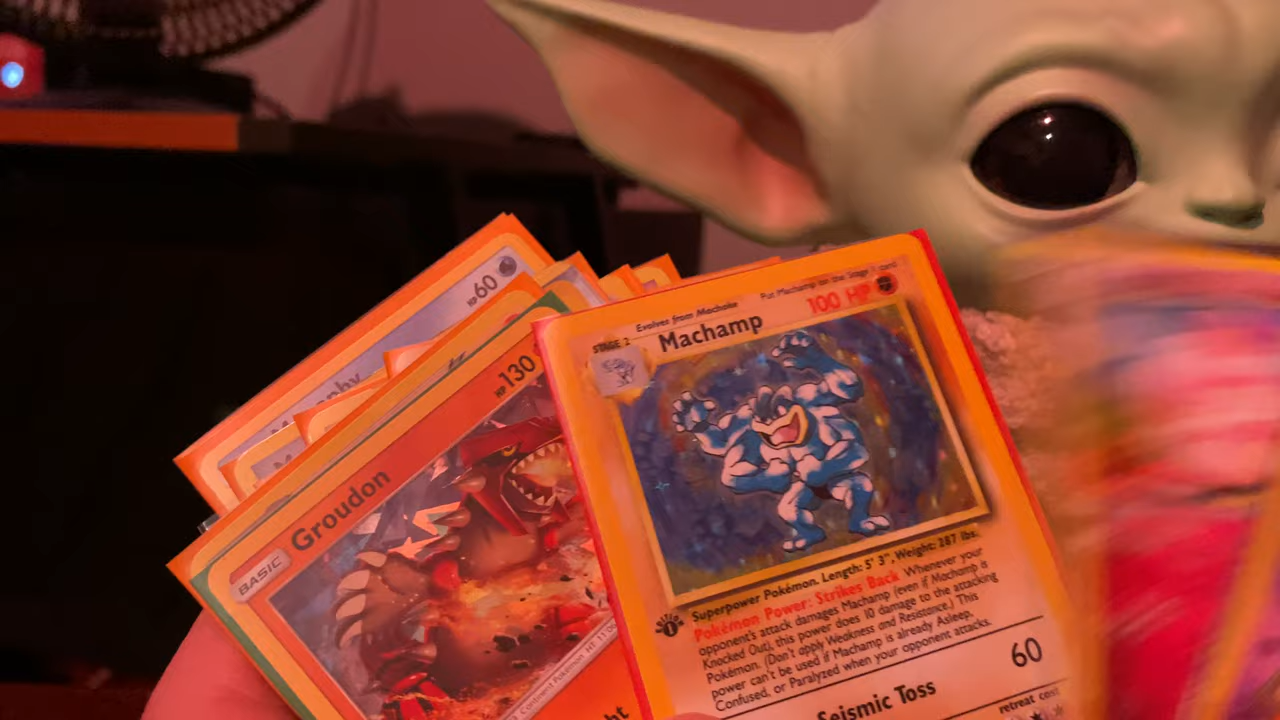 HP 60
HP 130
BASIC Groudon
Evolves from Machoke
Put Machamp on the Stage 1 card
STAGE 2
Machamp
100 HP
Superpower Pokémon. Length: 5' 3", Weight: 287 lbs.
Pokémon Power: Strikes Back Whenever your
opponent's attack damages Machamp (even if Machamp is
Knocked Out), this power does 10 damage to the attacking
Pokémon. (Don't apply Weakness and Resistance.) This
power can't be used if Machamp is already Asleep,
Confused, or Paralyzed when your opponent attacks.
Seismic Toss
60
retreat cost